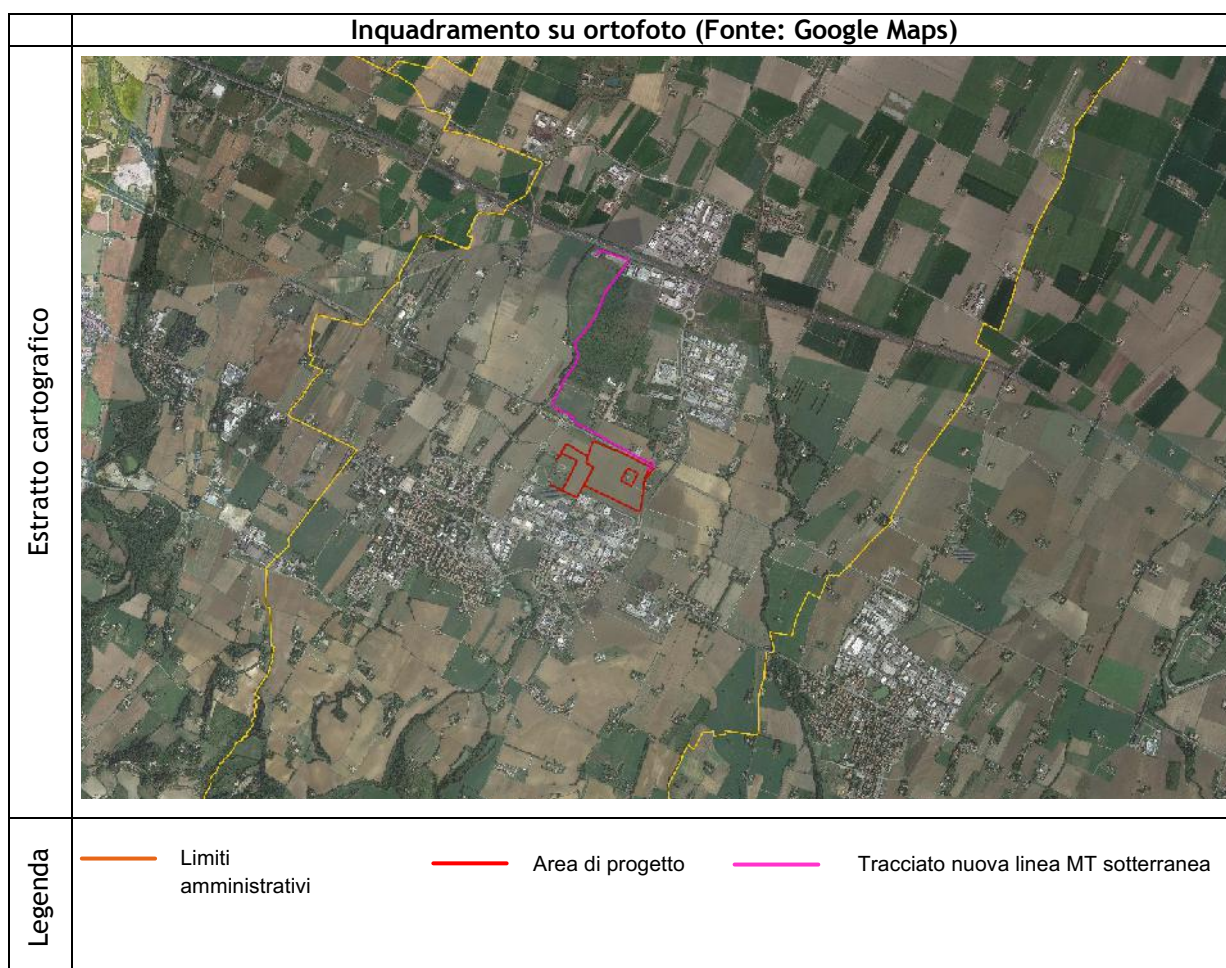 Inquadramento su ortofoto (Fonte: Google Maps)
Estratto cartografico
Legenda
Limiti
amministrativi
Area di progetto
Tracciato nuova linea MT sotterranea